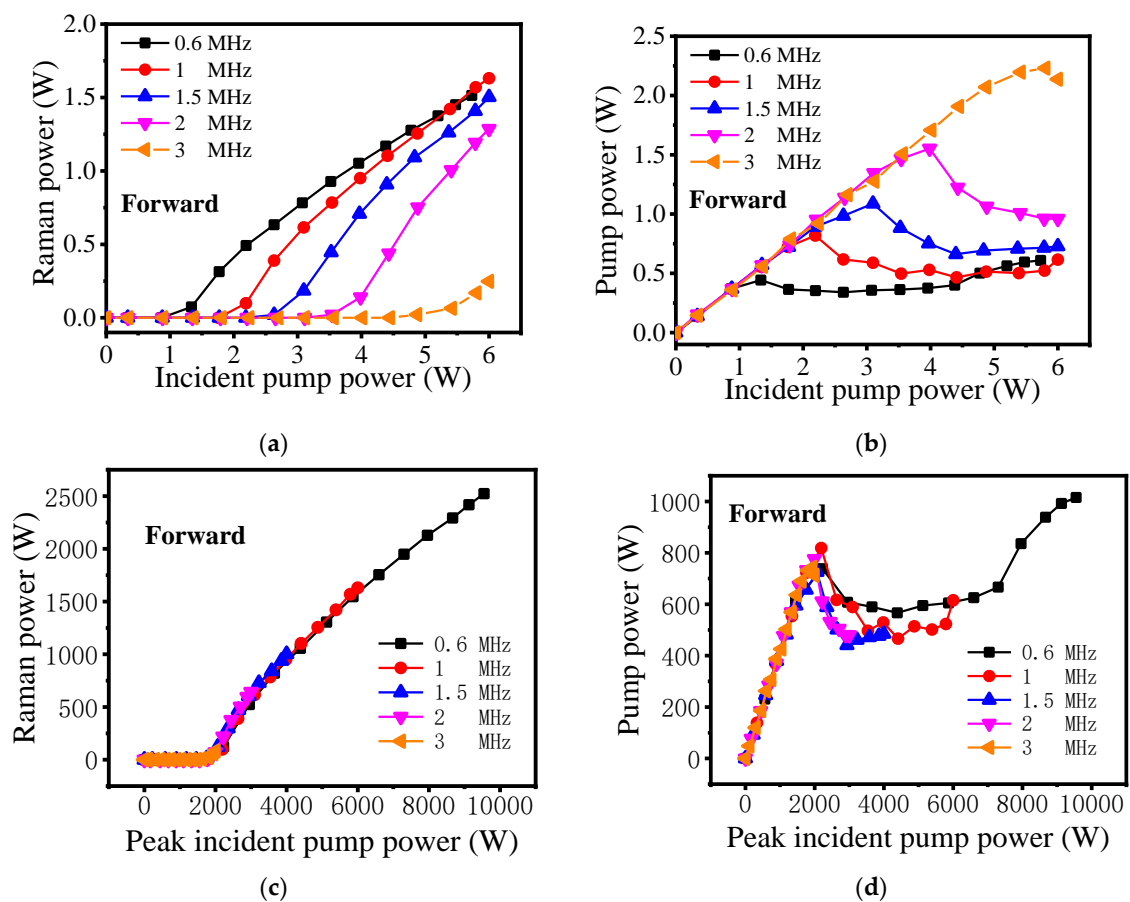 2.0
1.5
1.0
0.5
0.0
Raman power (W)
0.6 MHz
1 MHz
1.5 MHz
2 MHz
3 MHz
Forward
0 1 2 3 4 5 6
Incident pump power (W)
(a)
2.5
2.0
1.5
1.0
0.5
0.0
Pump power (W)
0.6 MHz
1 MHz
1.5 MHz
2 MHz
3 MHz
Forward
0 1 2 3 4 5 6
Incident pump power (W)
(b)
2500
2000
1500
1000
500
0
Raman power (W)
Forward
0.6 MHz
1 MHz
1.5 MHz
2 MHz
3 MHz
0 2000 4000 6000 8000 10000
Peak incident pump power (W)
(c)
1000
800
600
400
200
0
Pump power (W)
Forward
0.6 MHz
1 MHz
1.5 MHz
2 MHz
3 MHz
0 2000 4000 6000 8000 10000
Peak incident pump power (W)
(d)